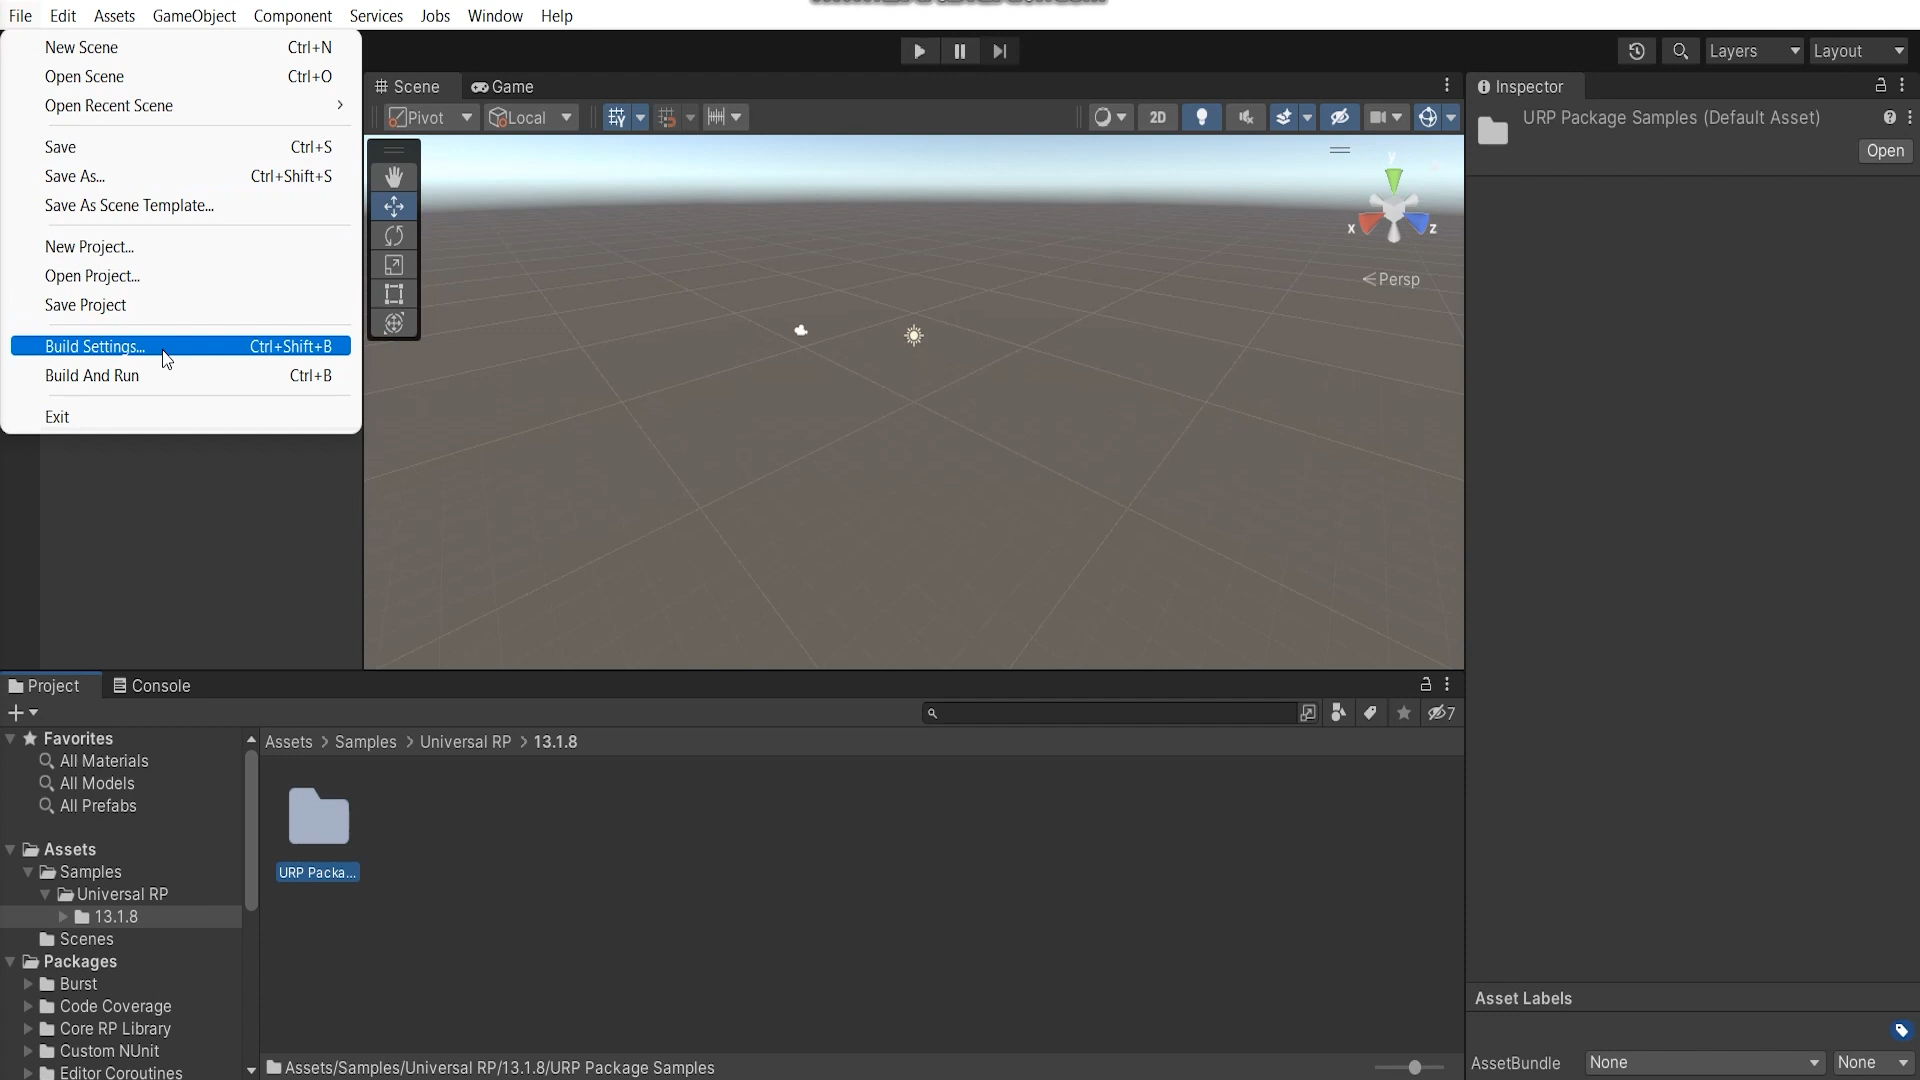 File Edit Assets GameObject Component Services Jobs Window Help
New Scene Ctrl+N
Open Scene Ctrl+O
Open Recent Scene >
Save Ctrl+S
Save As... Ctrl+Shift+S
Save As Scene Template...
New Project...
Open Project...
Save Project
Build Settings... Ctrl+Shift+B
Build And Run Ctrl+B
Exit
Layers Layout
Scene Game
Pivot Local 2D
y
x z
Persp
Inspector
URP Package Samples (Default Asset)
Open
Project Console
7
Favorites
All Materials
All Models
All Prefabs
Assets
Samples
Universal RP
13.1.8
Scenes
Packages
Burst
Code Coverage
Core RP Library
Custom NUnit
Editor Coroutines
Assets > Samples > Universal RP > 13.1.8
URP Packa...
Assets/Samples/Universal RP/13.1.8/URP Package Samples
Asset Labels
AssetBundle None None